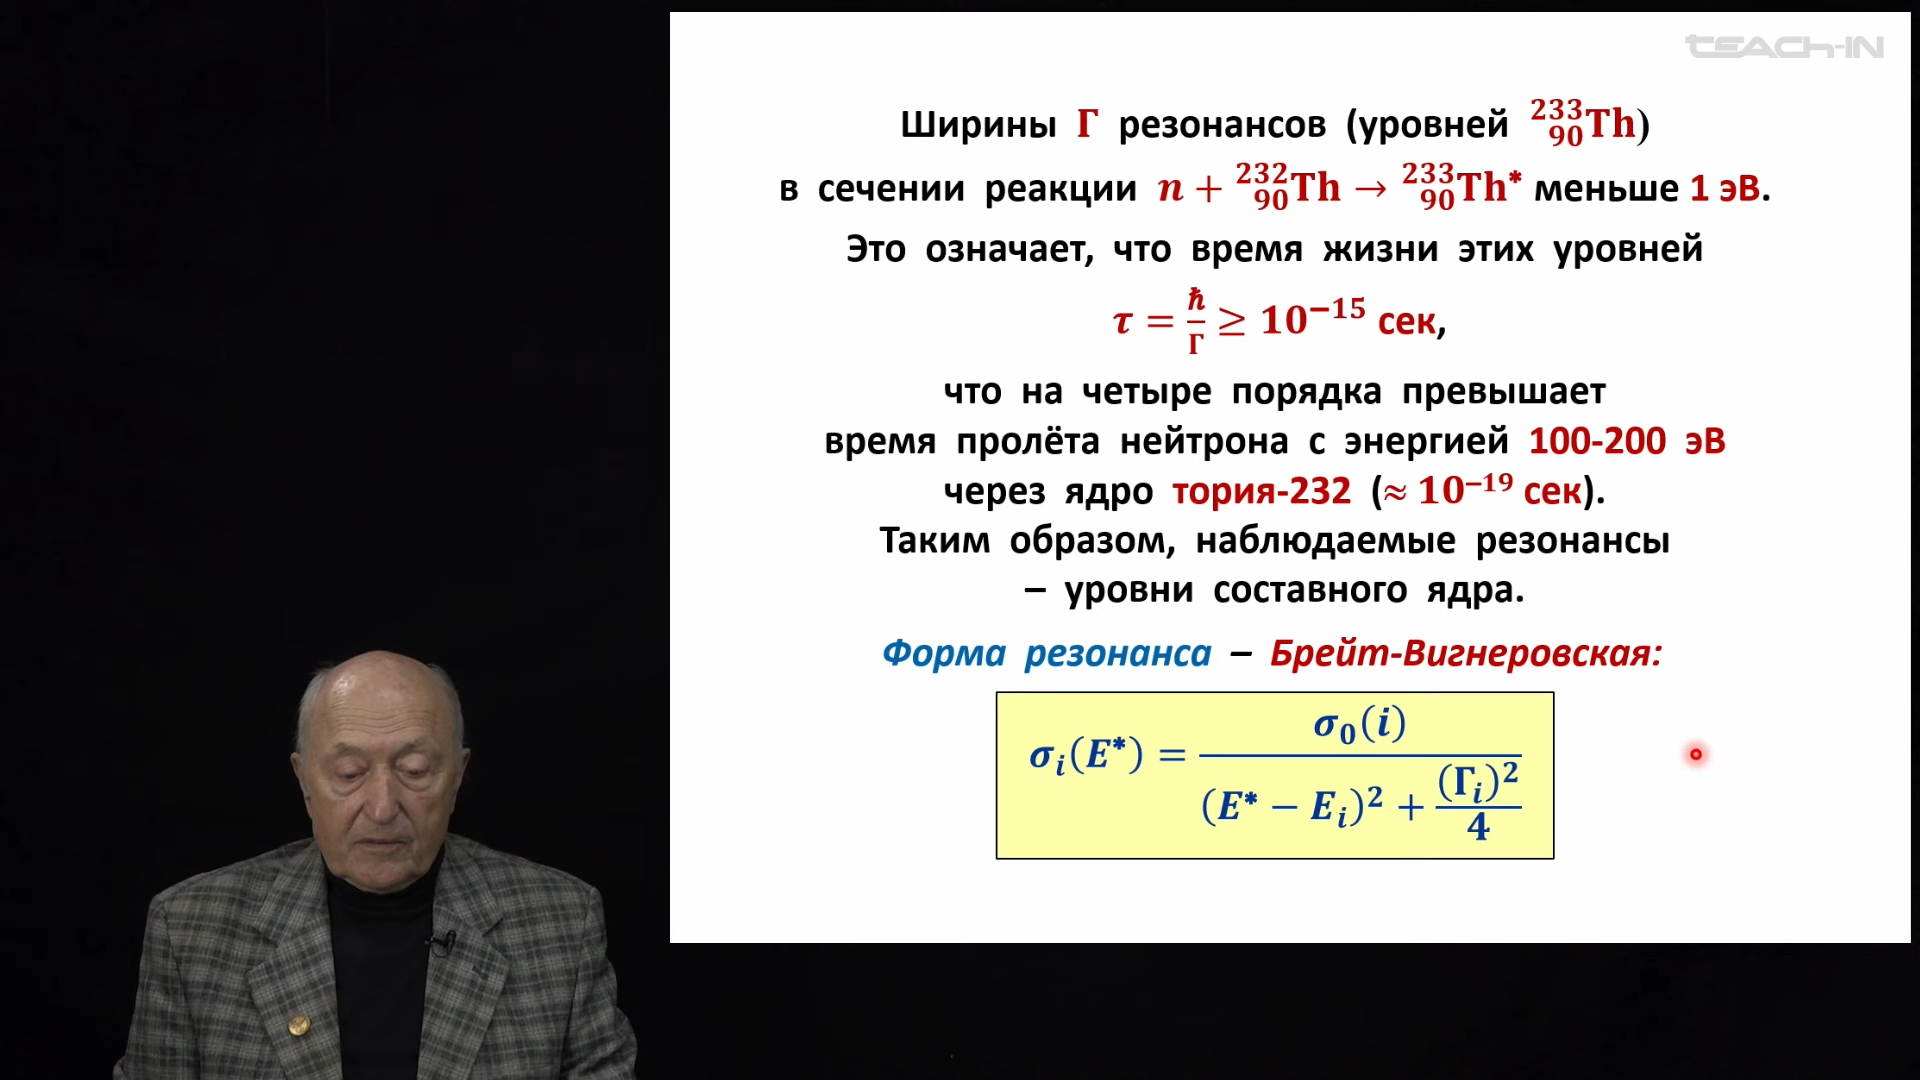 teach-in
Ширины Γ резонансов (уровней ²³³₉₀Th)
в сечении реакции n + ²³²₉₀Th → ²³³₉₀Th* меньше 1 эВ.
Это означает, что время жизни этих уровней
τ = ħ/Γ ≥ 10⁻¹⁵ сек,
что на четыре порядка превышает
время пролёта нейтрона с энергией 100-200 эВ
через ядро тория-232 (≈ 10⁻¹⁹ сек).
Таким образом, наблюдаемые резонансы
– уровни составного ядра.
Форма резонанса – Брейт-Вигнеровская:
σᵢ(E*) = σ₀(i) / ((E* − Eᵢ)² + (Γᵢ)²/4)